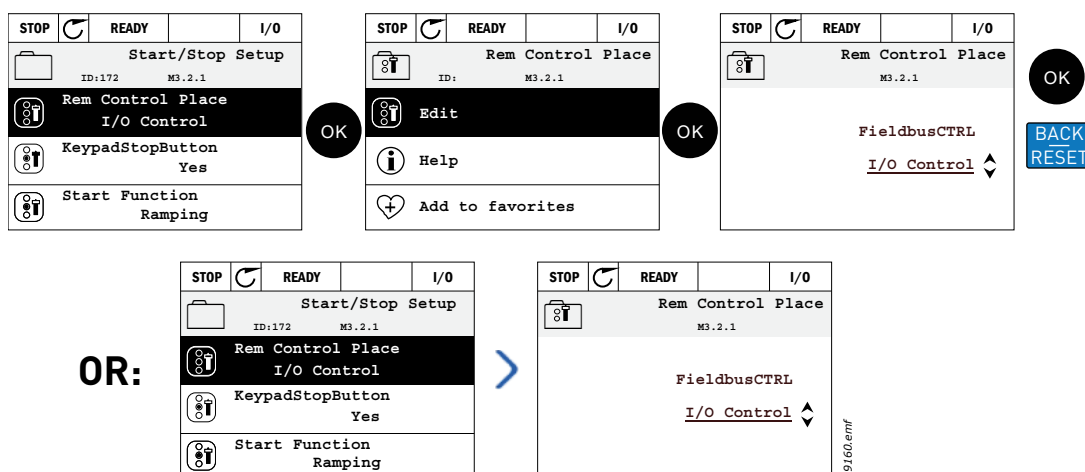 STOP READY I/O
Start/Stop Setup
ID:172 M3.2.1
Rem Control Place
I/O Control
KeypadStopButton
Yes
Start Function
Ramping
OK
STOP READY I/O
Rem Control Place
ID: M3.2.1
Edit
Help
Add to favorites
OK
STOP READY I/O
Rem Control Place
M3.2.1
FieldbusCTRL
I/O Control
OK
BACK
RESET
OR:
STOP READY I/O
Start/Stop Setup
ID:172 M3.2.1
Rem Control Place
I/O Control
KeypadStopButton
Yes
Start Function
Ramping
STOP READY I/O
Rem Control Place
M3.2.1
FieldbusCTRL
I/O Control
9160.emf